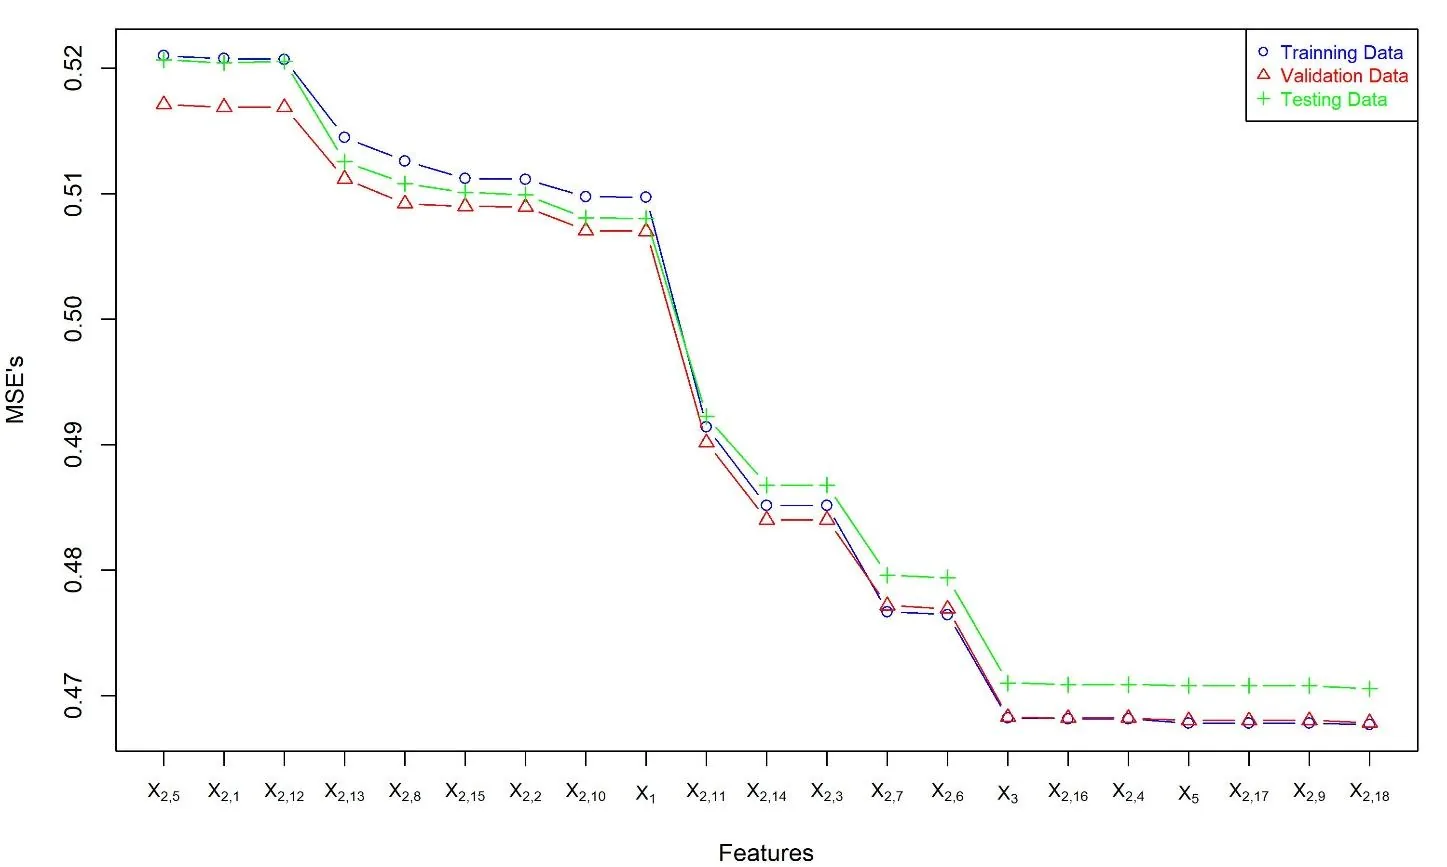 Trainning Data
Validation Data
Testing Data
0.52
0.51
0.50
0.49
0.48
0.47
MSE's
X2,5 X2,1 X2,12 X2,13 X2,8 X2,15 X2,2 X2,10 X1 X2,11 X2,14 X2,3 X2,7 X2,6 X3 X2,16 X2,4 X5 X2,17 X2,9 X2,18
Features